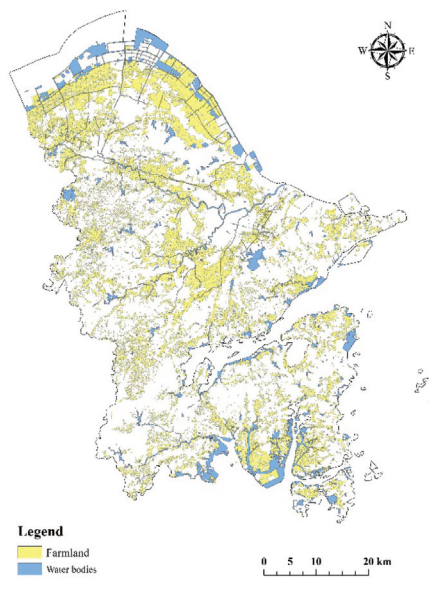 N
W E
S
Legend
Farmland
Water bodies
0 5 10 20 km